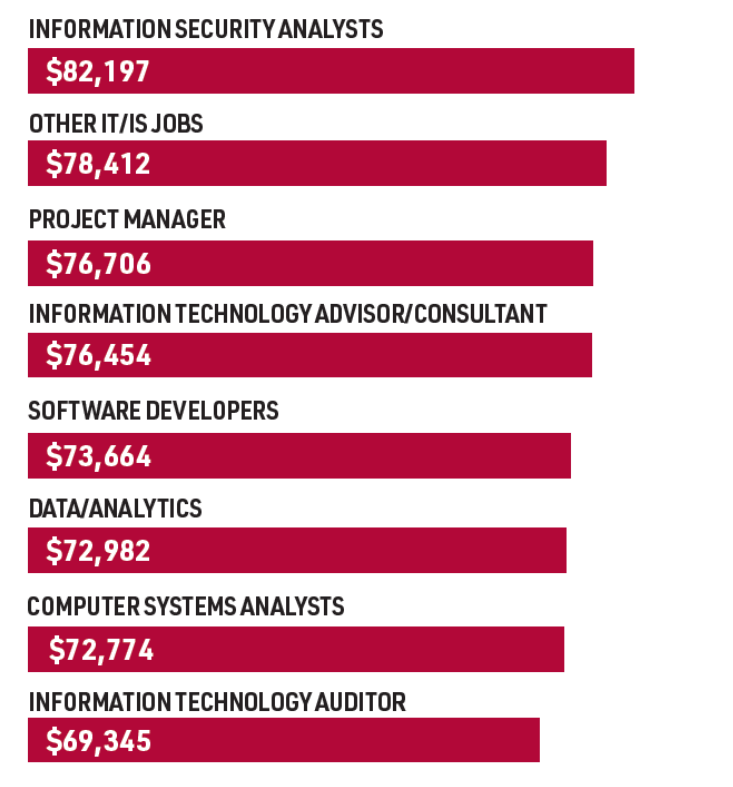 INFORMATION SECURITY ANALYSTS
$82,197
OTHER IT/IS JOBS
$78,412
PROJECT MANAGER
$76,706
INFORMATION TECHNOLOGY ADVISOR/CONSULTANT
$76,454
SOFTWARE DEVELOPERS
$73,664
DATA/ANALYTICS
$72,982
COMPUTER SYSTEMS ANALYSTS
$72,774
INFORMATION TECHNOLOGY AUDITOR
$69,345